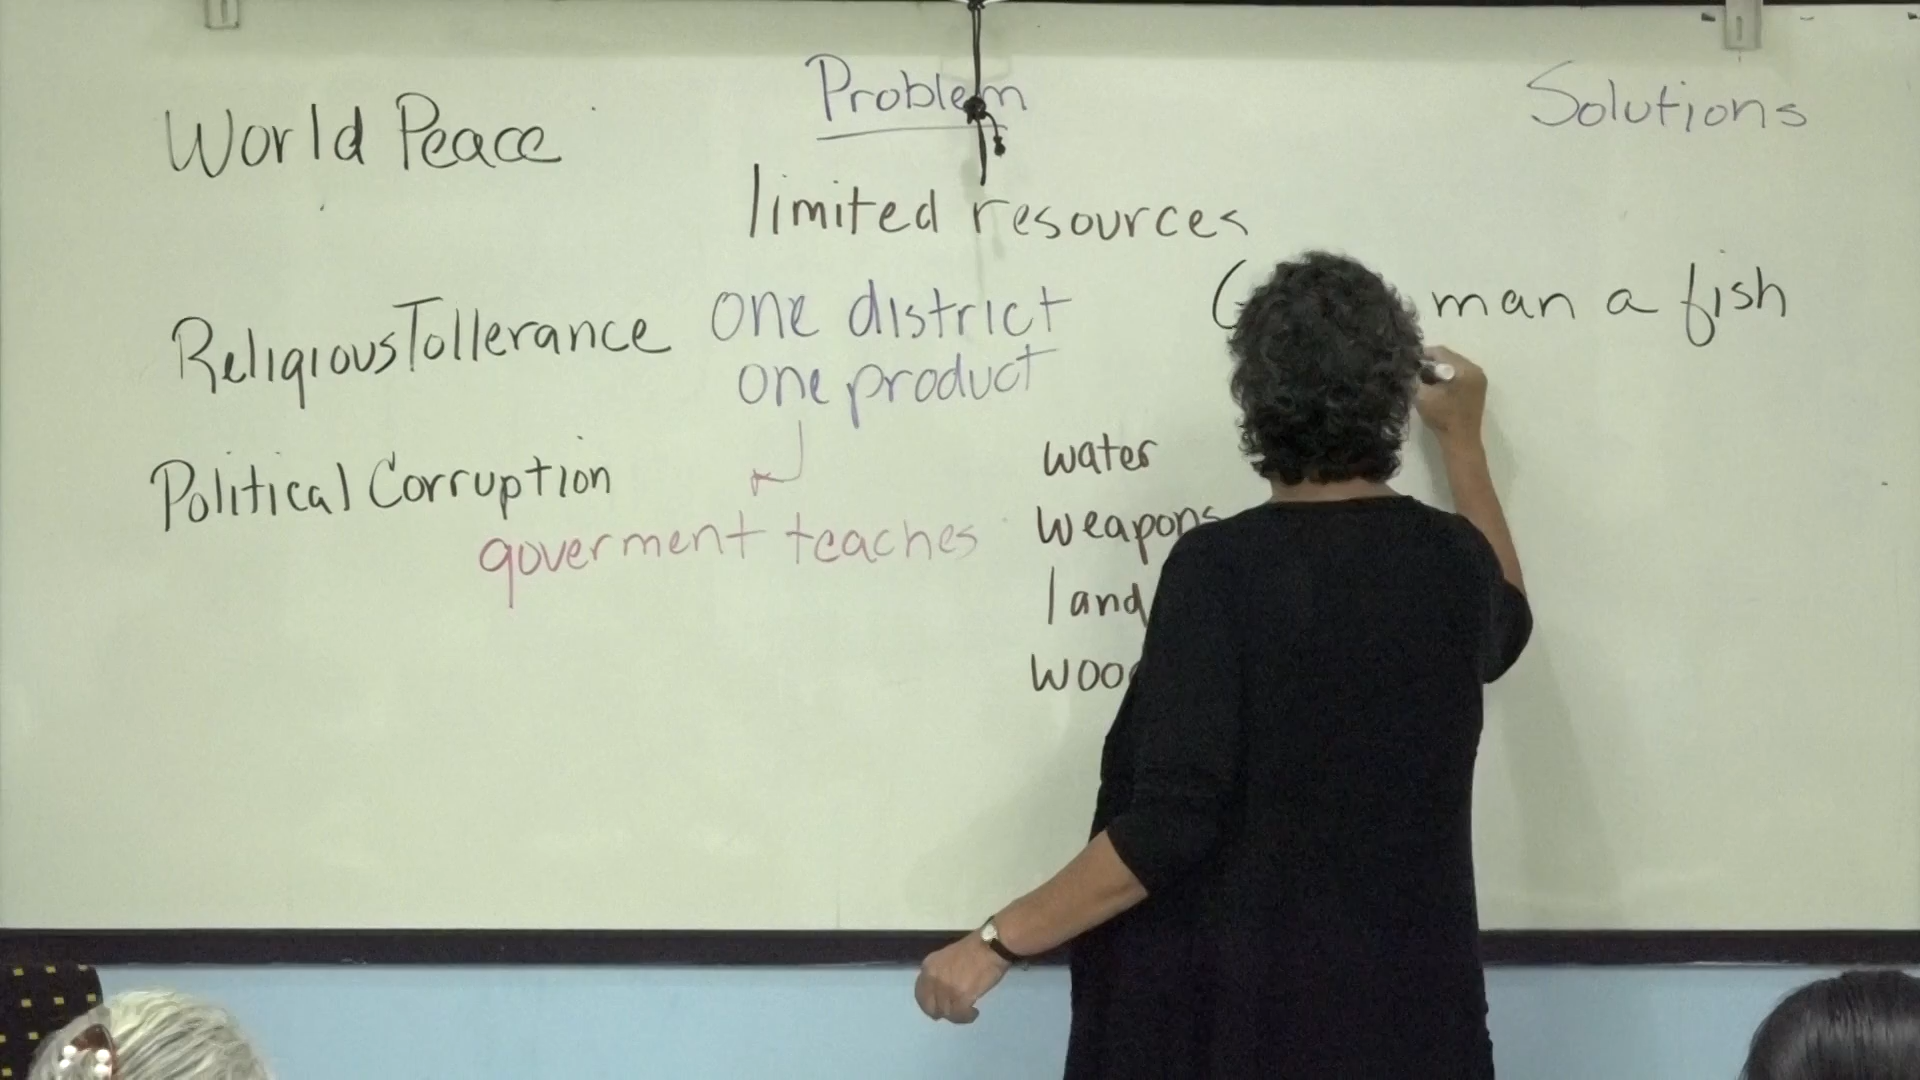 World Peace
Problem
Solutions
limited resources
man a fish
Religious Tollerance
one district
one product
Political Corruption
goverment teaches
water
weapons
land